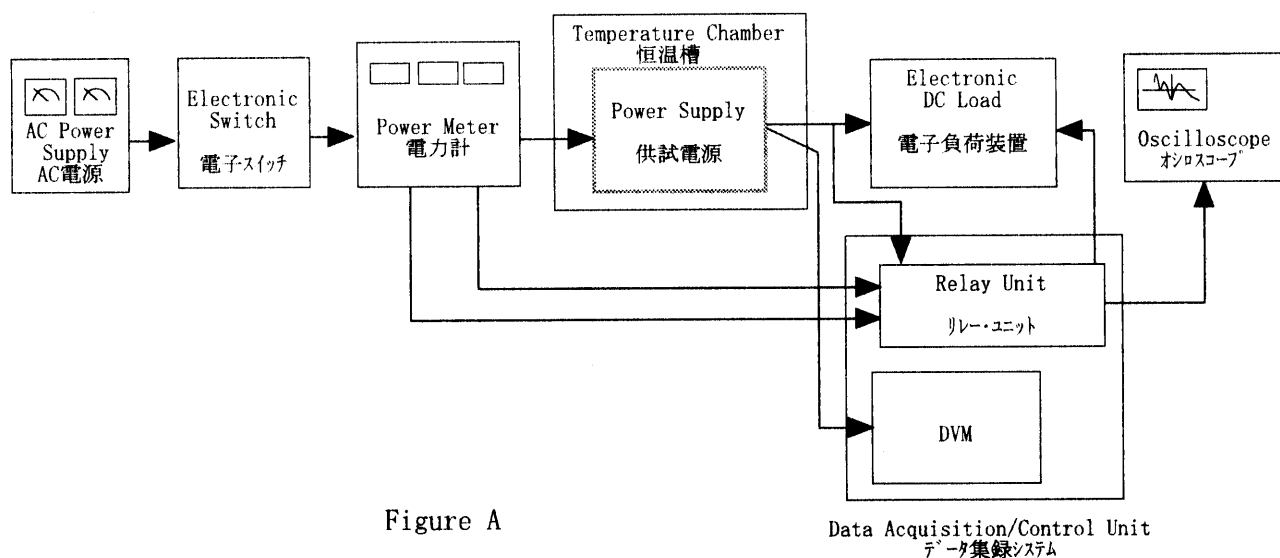 AC Power
Supply
AC電源
Electronic
Switch
電子スイッチ
Power Meter
電力計
Temperature Chamber
恒温槽
Power Supply
供試電源
Electronic
DC Load
電子負荷装置
Oscilloscope
オシロスコープ
Relay Unit
リレー・ユニット
DVM
Data Acquisition/Control Unit
データ集録システム
Figure A